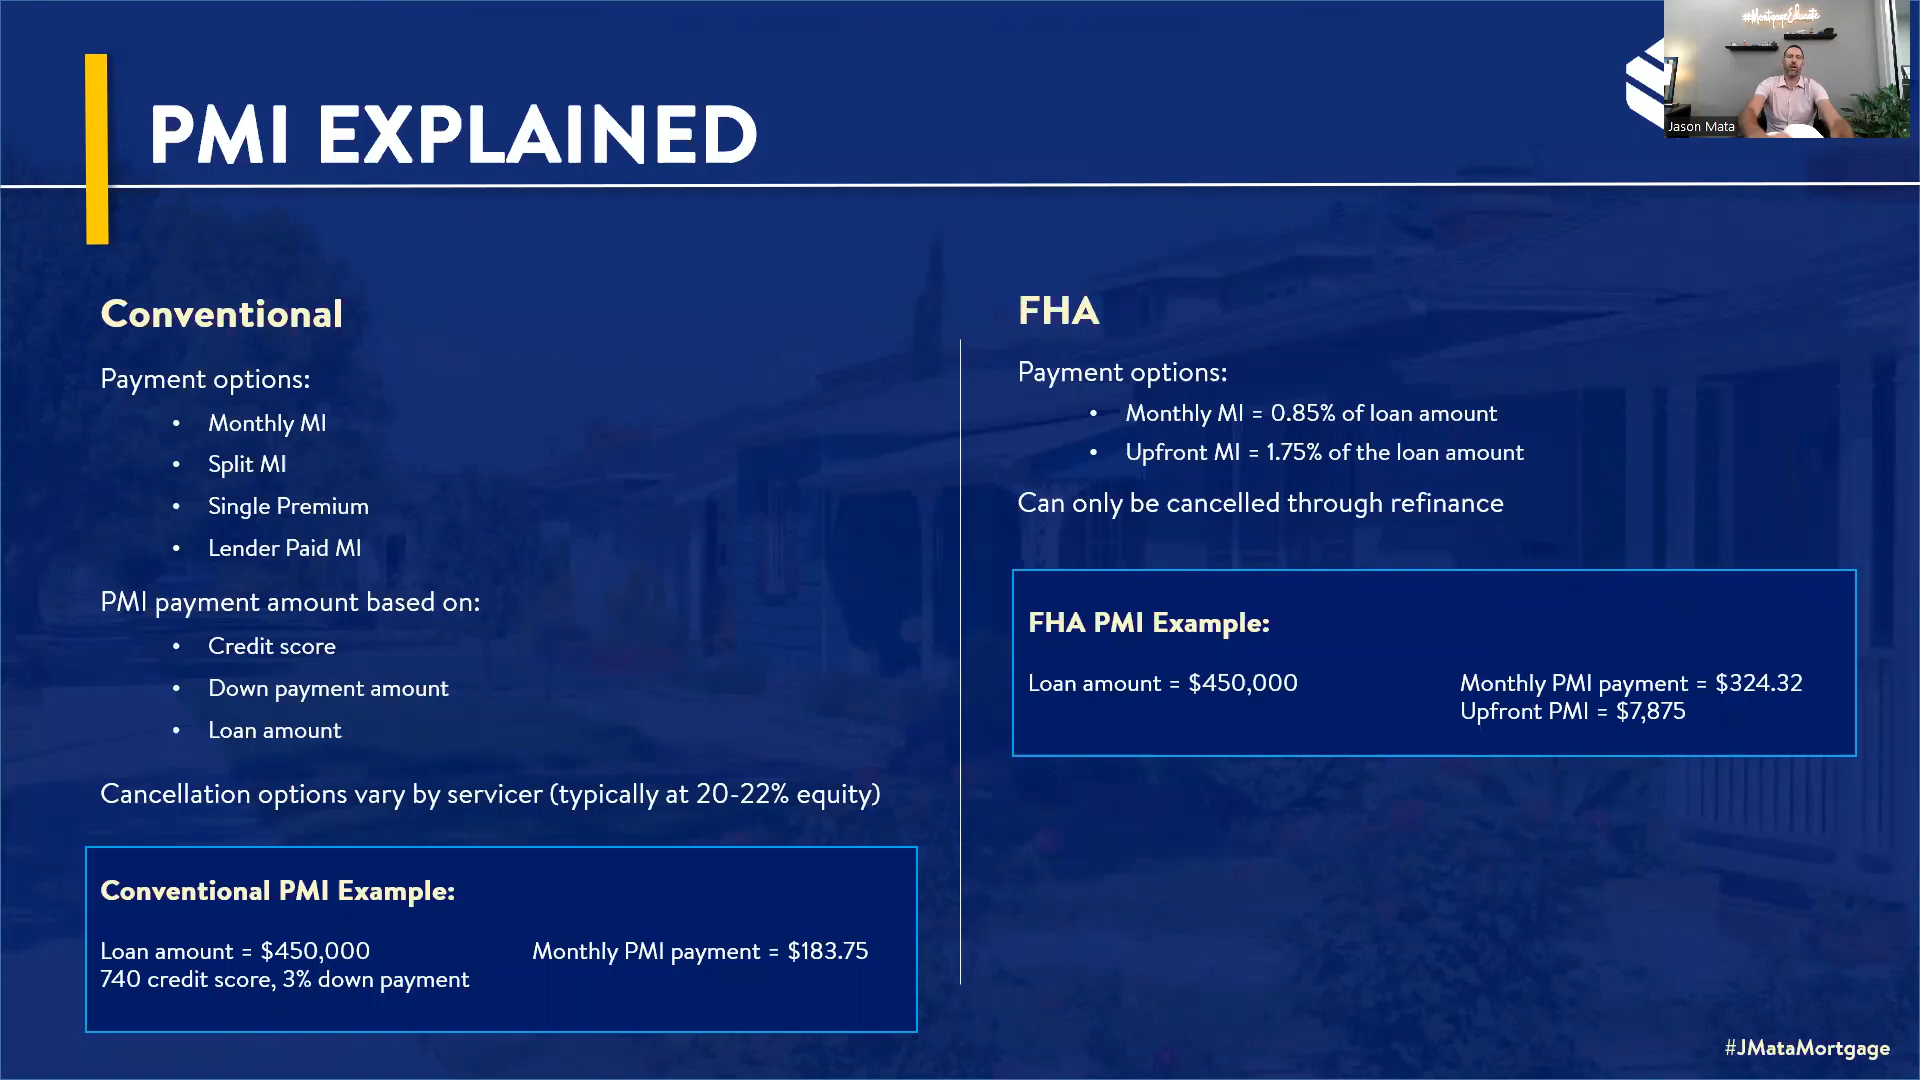 PMI EXPLAINED
#MortgageEducate
Jason Mata
Conventional
Payment options:
• Monthly MI
• Split MI
• Single Premium
• Lender Paid MI
PMI payment amount based on:
• Credit score
• Down payment amount
• Loan amount
Cancellation options vary by servicer (typically at 20-22% equity)
Conventional PMI Example:
Loan amount = $450,000
740 credit score, 3% down payment
Monthly PMI payment = $183.75
FHA
Payment options:
• Monthly MI = 0.85% of loan amount
• Upfront MI = 1.75% of the loan amount
Can only be cancelled through refinance
FHA PMI Example:
Loan amount = $450,000
Monthly PMI payment = $324.32
Upfront PMI = $7,875
#JMataMortgage